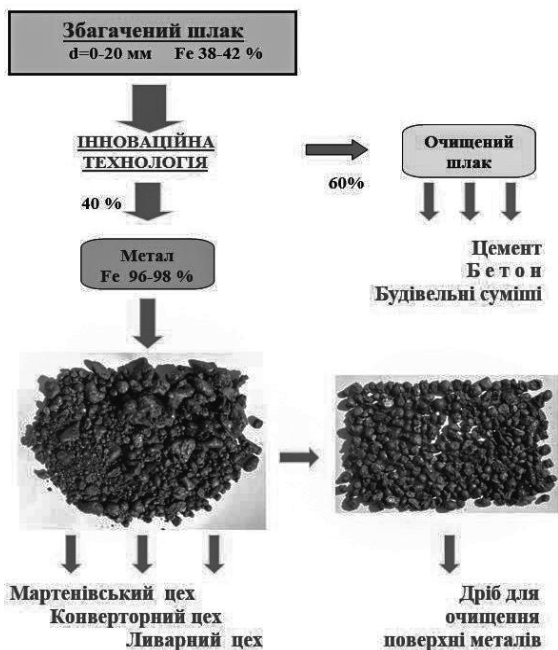 Збагачений шлак
d=0-20 мм Fe 38-42 %
ІННОВАЦІЙНА
ТЕХНОЛОГІЯ
60%
Очищений
шлак
40 %
Цемент
Б е т о н
Будівельні суміші
Метал
Fe 96-98 %
Мартенівський цех
Конверторний цех
Ливарний цех
Дріб для
очищення
поверхні металів